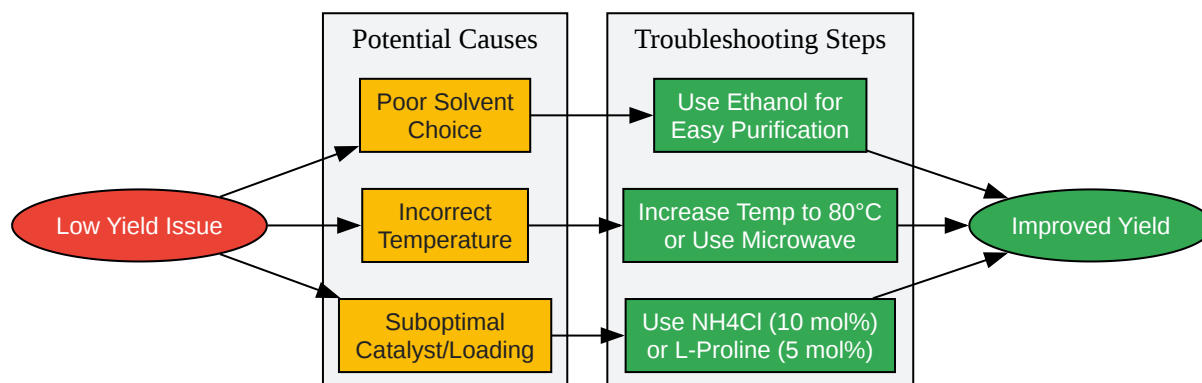 Potential Causes
Troubleshooting Steps
Poor Solvent
Choice
Use Ethanol for
Easy Purification
Low Yield Issue
Incorrect
Temperature
Increase Temp to 80°C
or Use Microwave
Improved Yield
Suboptimal
Catalyst/Loading
Use NH4Cl (10 mol%)
or L-Proline (5 mol%)